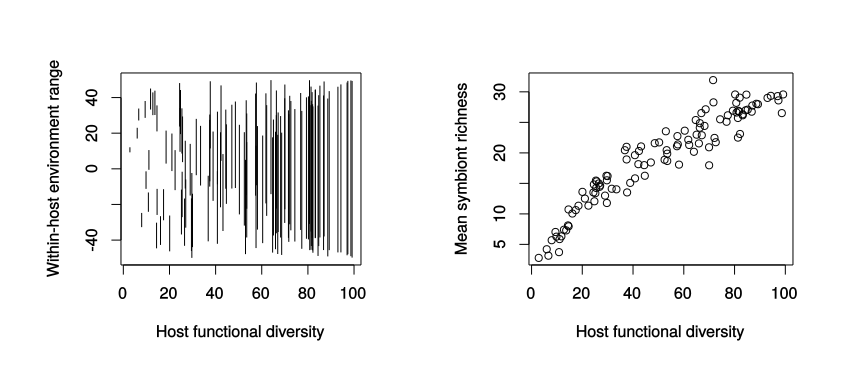 Within-host environment range
40
20
0
-40
0 20 40 60 80 100
Host functional diversity
Mean symbiont richness
30
20
10
5
0 20 40 60 80 100
Host functional diversity